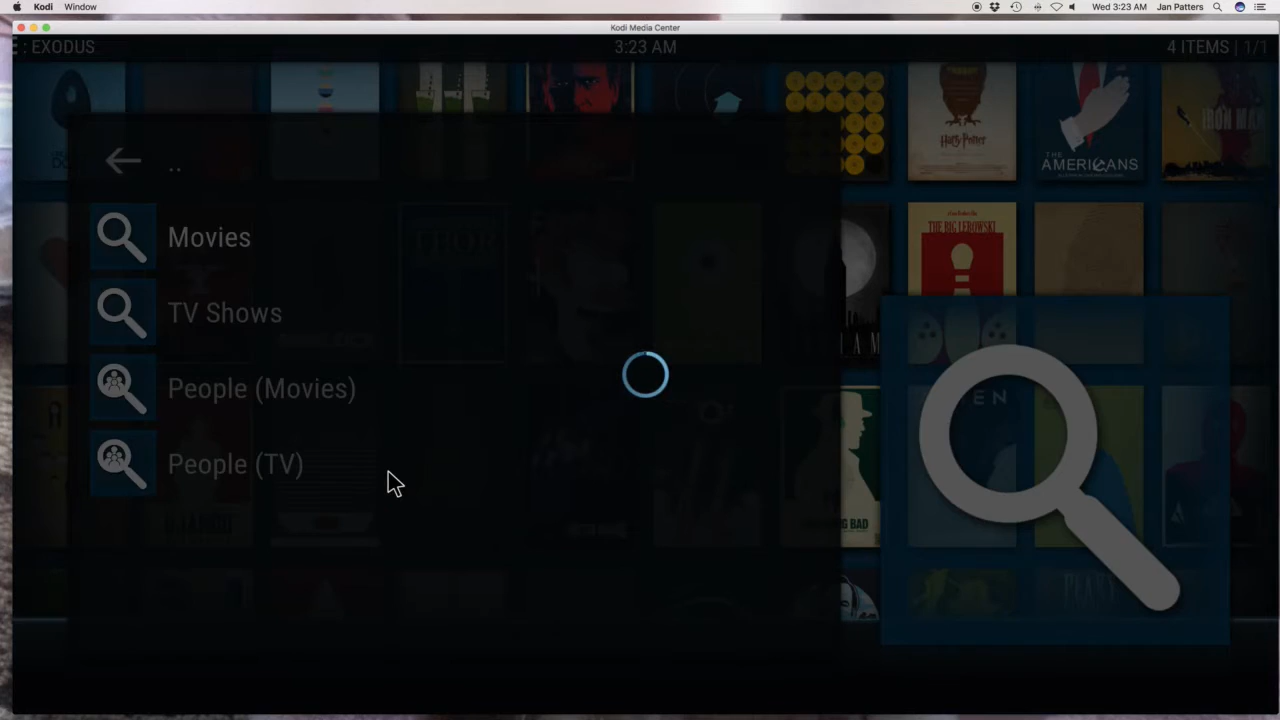 Kodi Window Wed 3:23 AM Jan Patters
Kodi Media Center
: EXODUS 3:23 AM 4 ITEMS | 1/1
..
Movies
TV Shows
People (Movies)
People (TV)
Harry Potter
THE
AMERICANS
IRON MAN
THE BIG LEBOWSKI
THOR
I A M
E N
G BAD